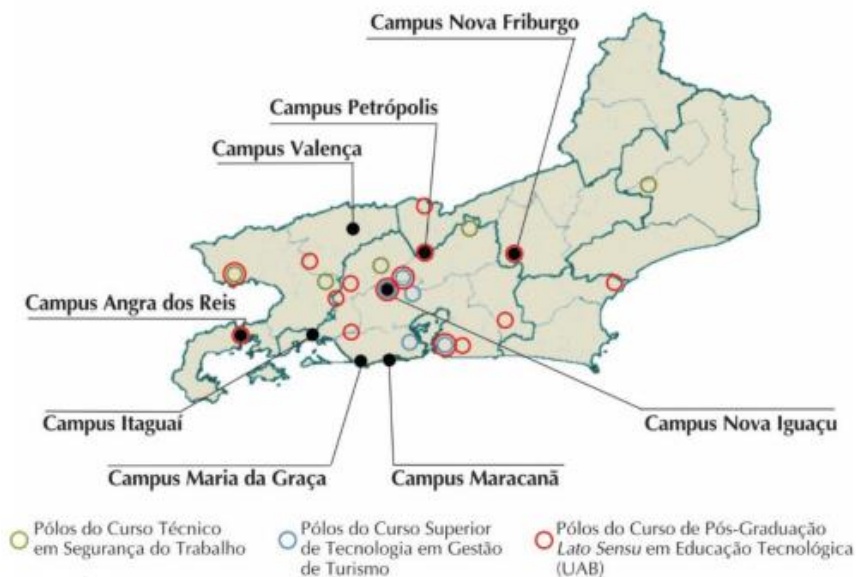 Campus Nova Friburgo
Campus Petrópolis
Campus Valença
Campus Angra dos Reis
Campus Itaguaí
Campus Nova Iguaçu
Campus Maria da Graça
Campus Maracanã
Pólos do Curso Técnico
em Segurança do Trabalho
Pólos do Curso Superior
de Tecnologia em Gestão
de Turismo
Pólos do Curso de Pós-Graduação
Lato Sensu em Educação Tecnológica
(UAB)